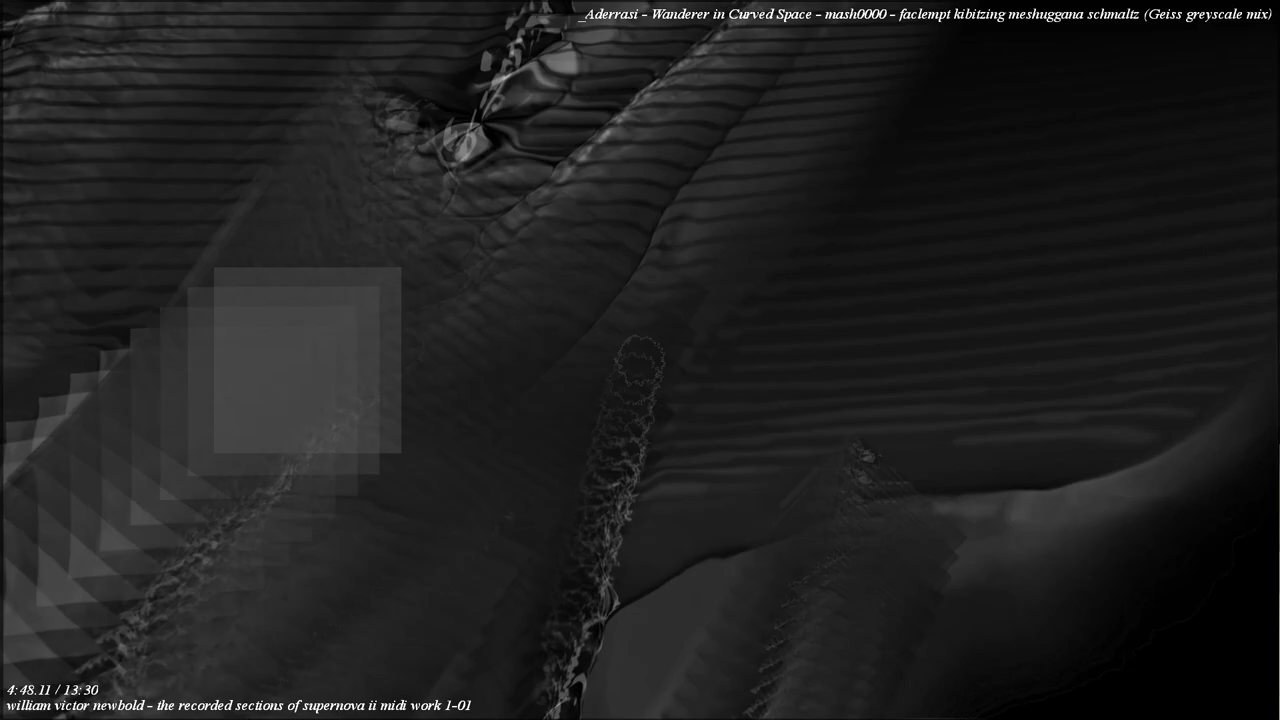 _Aderrasi - Wanderer in Curved Space - mash0000 - faclempt kibitzing meshuggana schmaltz (Geiss greyscale mix)
4:48.11 / 13:30
william victor newbold - the recorded sections of supernova ii midi work 1-01